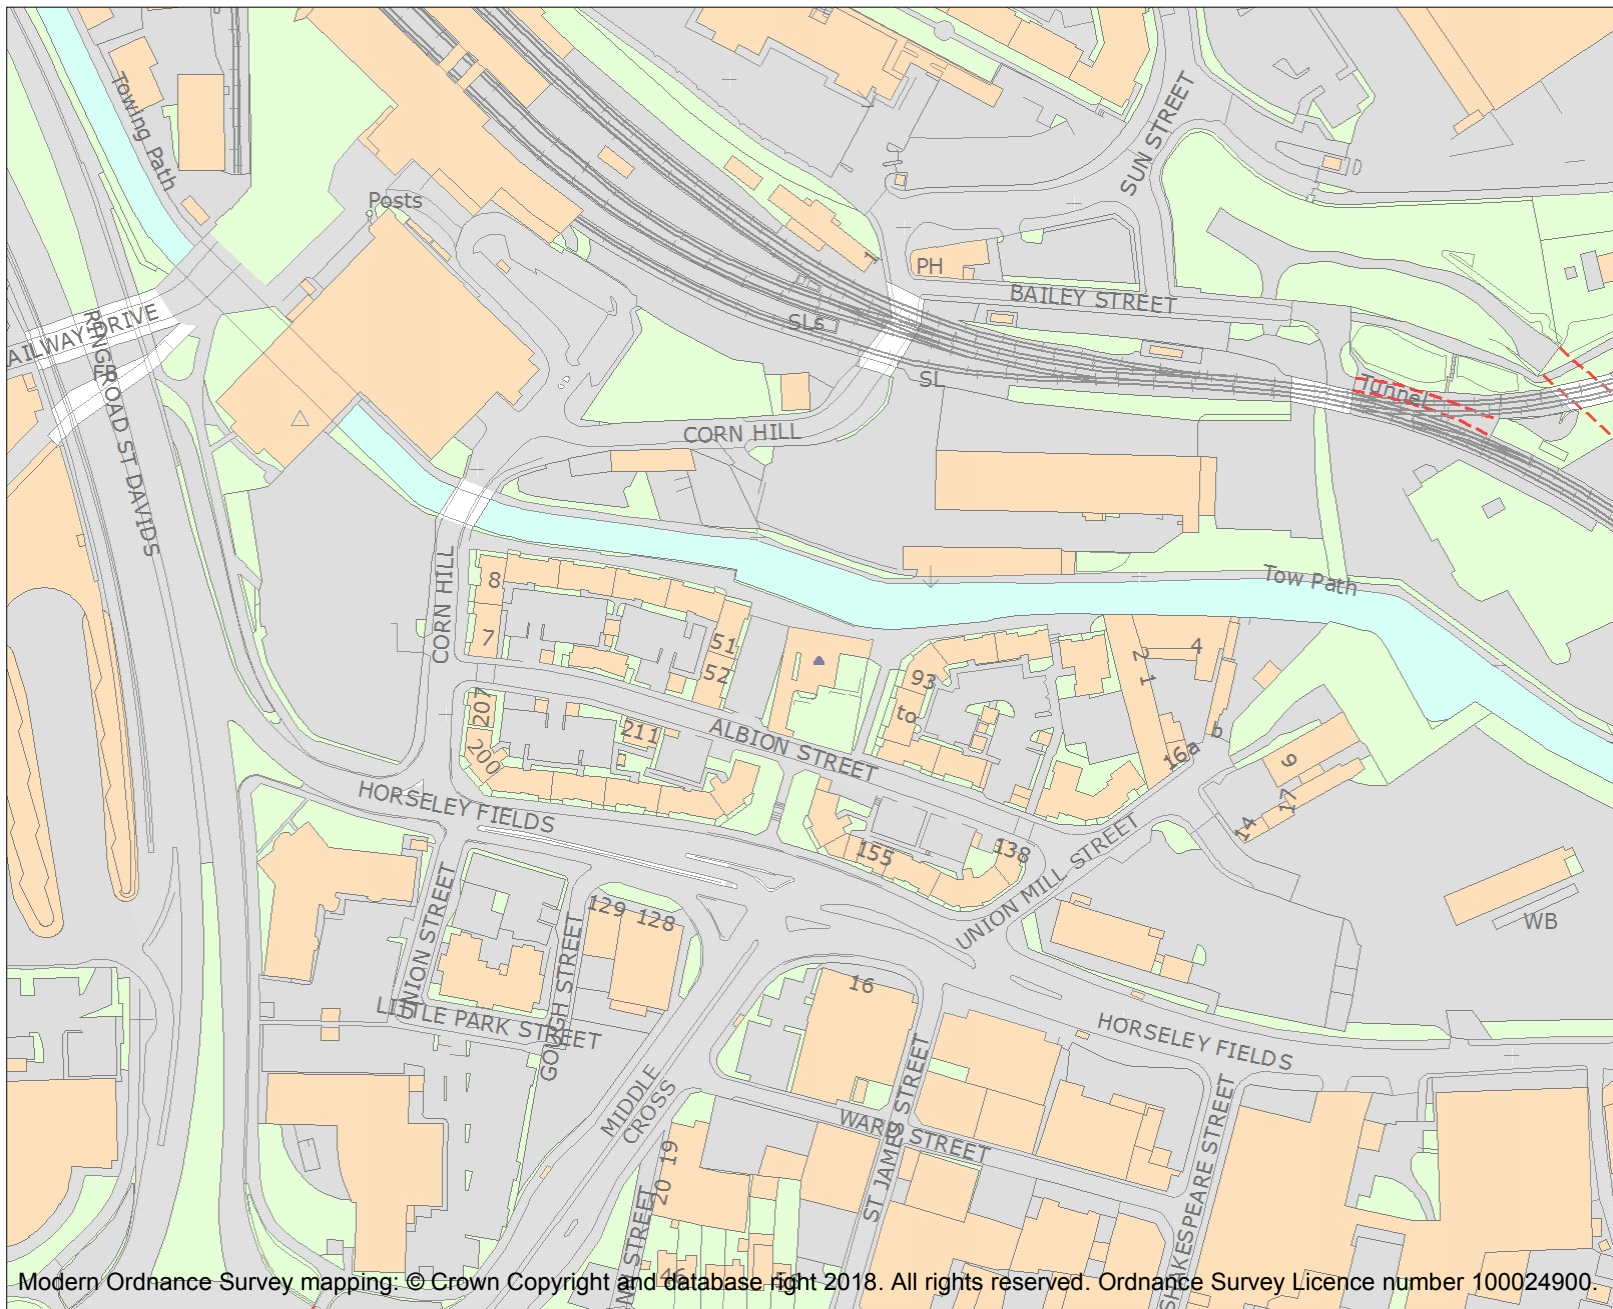 Towing Path
SUN STREET
Posts
1
PH
BAILEY STREET
AILWAY DRIVE
SLs
FB
RING ROAD ST DAVIDS
SL
Tunnel
CORN HILL
CORN HILL
Tow Path
8
7
51
52
93
to
2
1
4
207
200
211
ALBION STREET
16a
b
9
17
14
HORSELEY FIELDS
155
138
UNION MILL STREET
WB
UNION STREET
129
128
GOUGH STREET
LITTLE PARK STREET
16
HORSELEY FIELDS
MIDDLE
CROSS
WARD STREET
ST JAMES STREET
SHAKESPEARE STREET
19
20
STREET
46
Modern Ordnance Survey mapping: © Crown Copyright and database right 2018. All rights reserved. Ordnance Survey Licence number 100024900.